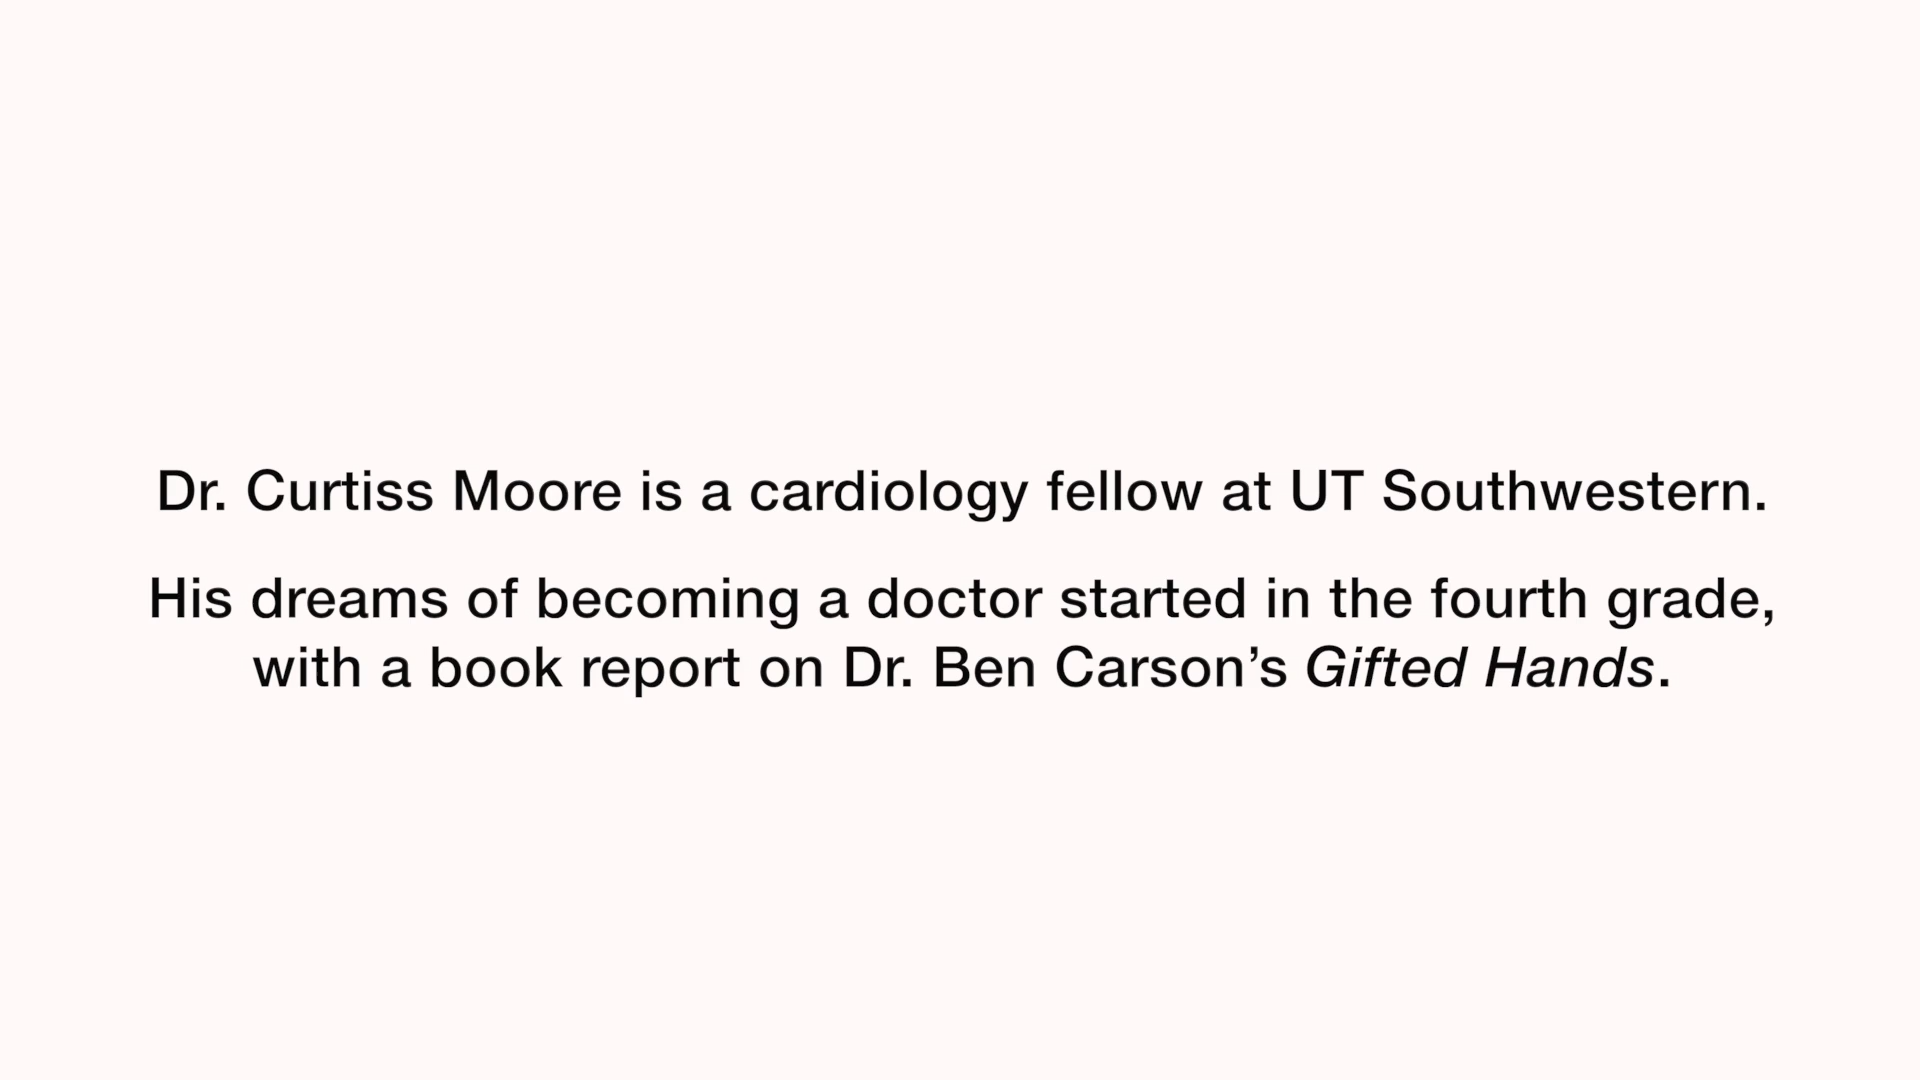 Dr. Curtiss Moore is a cardiology fellow at UT Southwestern.
His dreams of becoming a doctor started in the fourth grade,
with a book report on Dr. Ben Carson’s Gifted Hands.